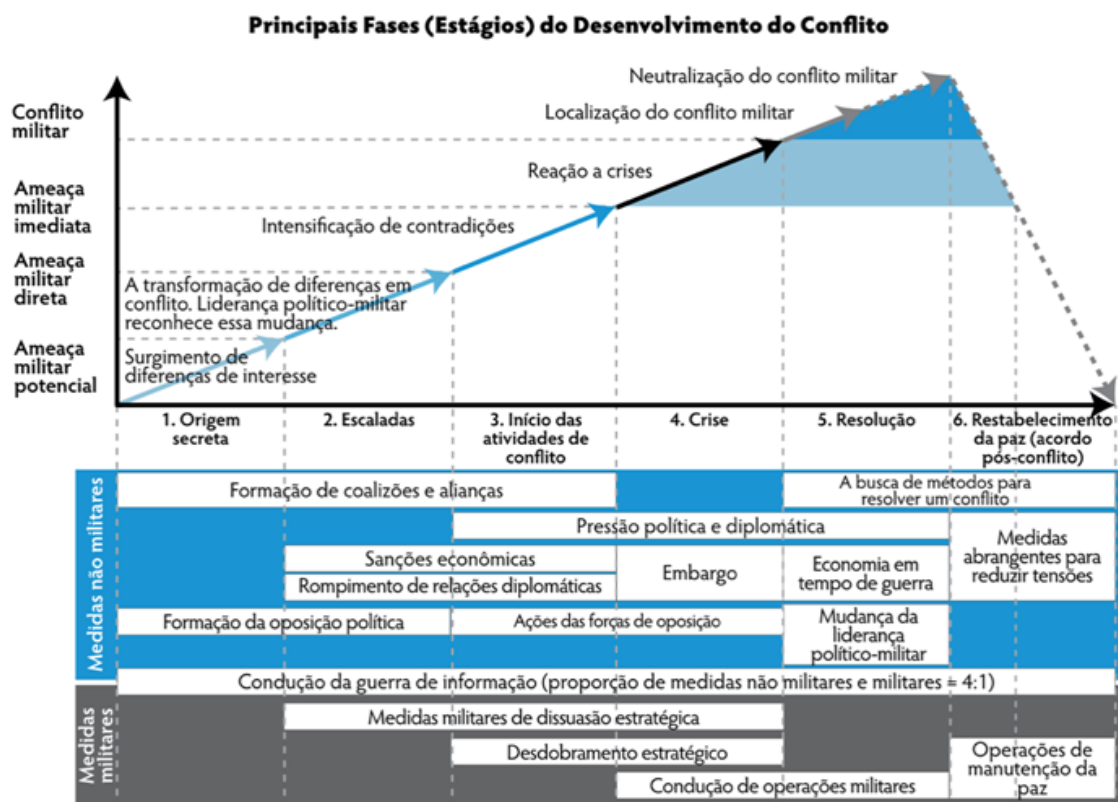 Principais Fases (Estágios) do Desenvolvimento do Conflito
Neutralização do conflito militar
Localização do conflito militar
Conflito
militar
Reação a crises
Ameaça
militar
imediata
Intensificação de contradições
Ameaça
militar
direta
A transformação de diferenças em
conflito. Liderança político-militar
reconhece essa mudança.
Ameaça
militar
potencial
Surgimento de
diferenças de interesse
1. Origem
secreta
2. Escaladas
3. Início das
atividades de
conflito
4. Crise
5. Resolução
6. Restabelecimento
da paz (acordo
pós-conflito)
Medidas não militares
Formação de coalizões e alianças
A busca de métodos para
resolver um conflito
Pressão política e diplomática
Medidas
abrangentes para
reduzir tensões
Sanções econômicas
Rompimento de relações diplomáticas
Embargo
Economia em
tempo de guerra
Formação da oposição política
Ações das forças de oposição
Mudança da
liderança
político-militar
Condução da guerra de informação (proporção de medidas não militares e militares = 4:1)
Medidas
militares
Medidas militares de dissuasão estratégica
Desdobramento estratégico
Operações de
manutenção da
paz
Condução de operações militares